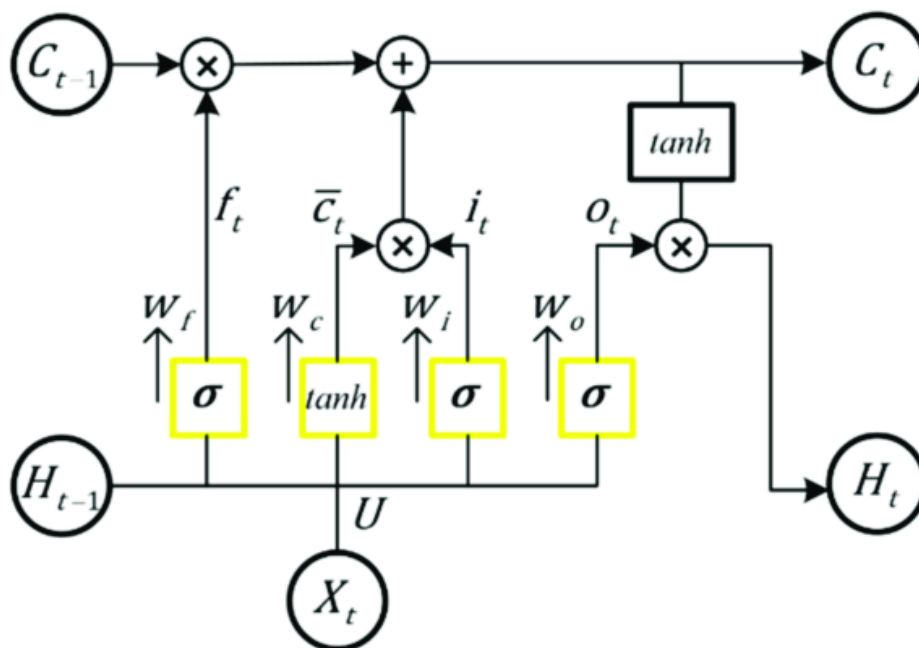 C_{t-1} × + C_t
tanh
f_t c̅_t × i_t o_t ×
W_f W_c W_i W_o
σ tanh σ σ
H_{t-1} H_t
U
X_t